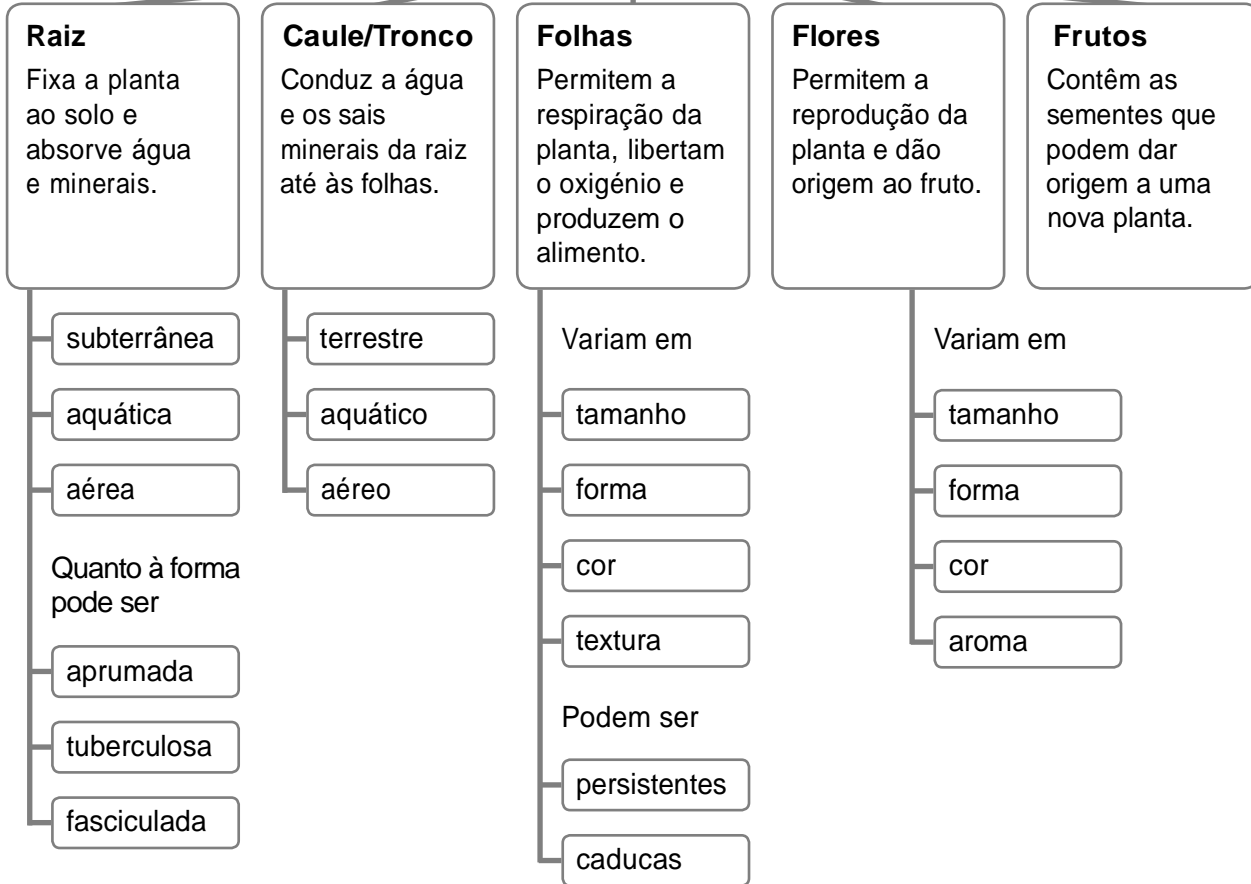 Raiz
Fixa a planta
ao solo e
absorve água
e minerais.
subterrânea
aquática
aérea
Quanto à forma
pode ser
aprumada
tuberculosa
fasciculada
Caule/Tronco
Conduz a água
e os sais
minerais da raiz
até às folhas.
terrestre
aquático
aéreo
Folhas
Permitem a
respiração da
planta, libertam
o oxigénio e
produzem o
alimento.
Variam em
tamanho
forma
cor
textura
Podem ser
persistentes
caducas
Flores
Permitem a
reprodução da
planta e dão
origem ao fruto.
Variam em
tamanho
forma
cor
aroma
Frutos
Contêm as
sementes que
podem dar
origem a uma
nova planta.